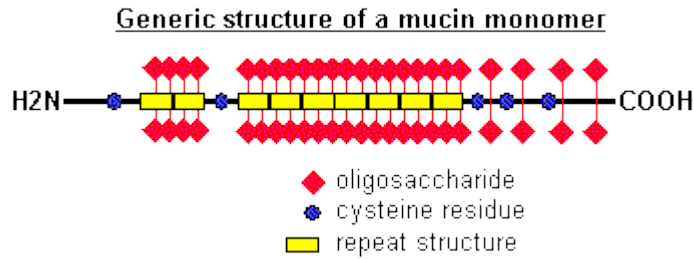 Generic structure of a mucin monomer
H2N COOH
oligosaccharide
cysteine residue
repeat structure